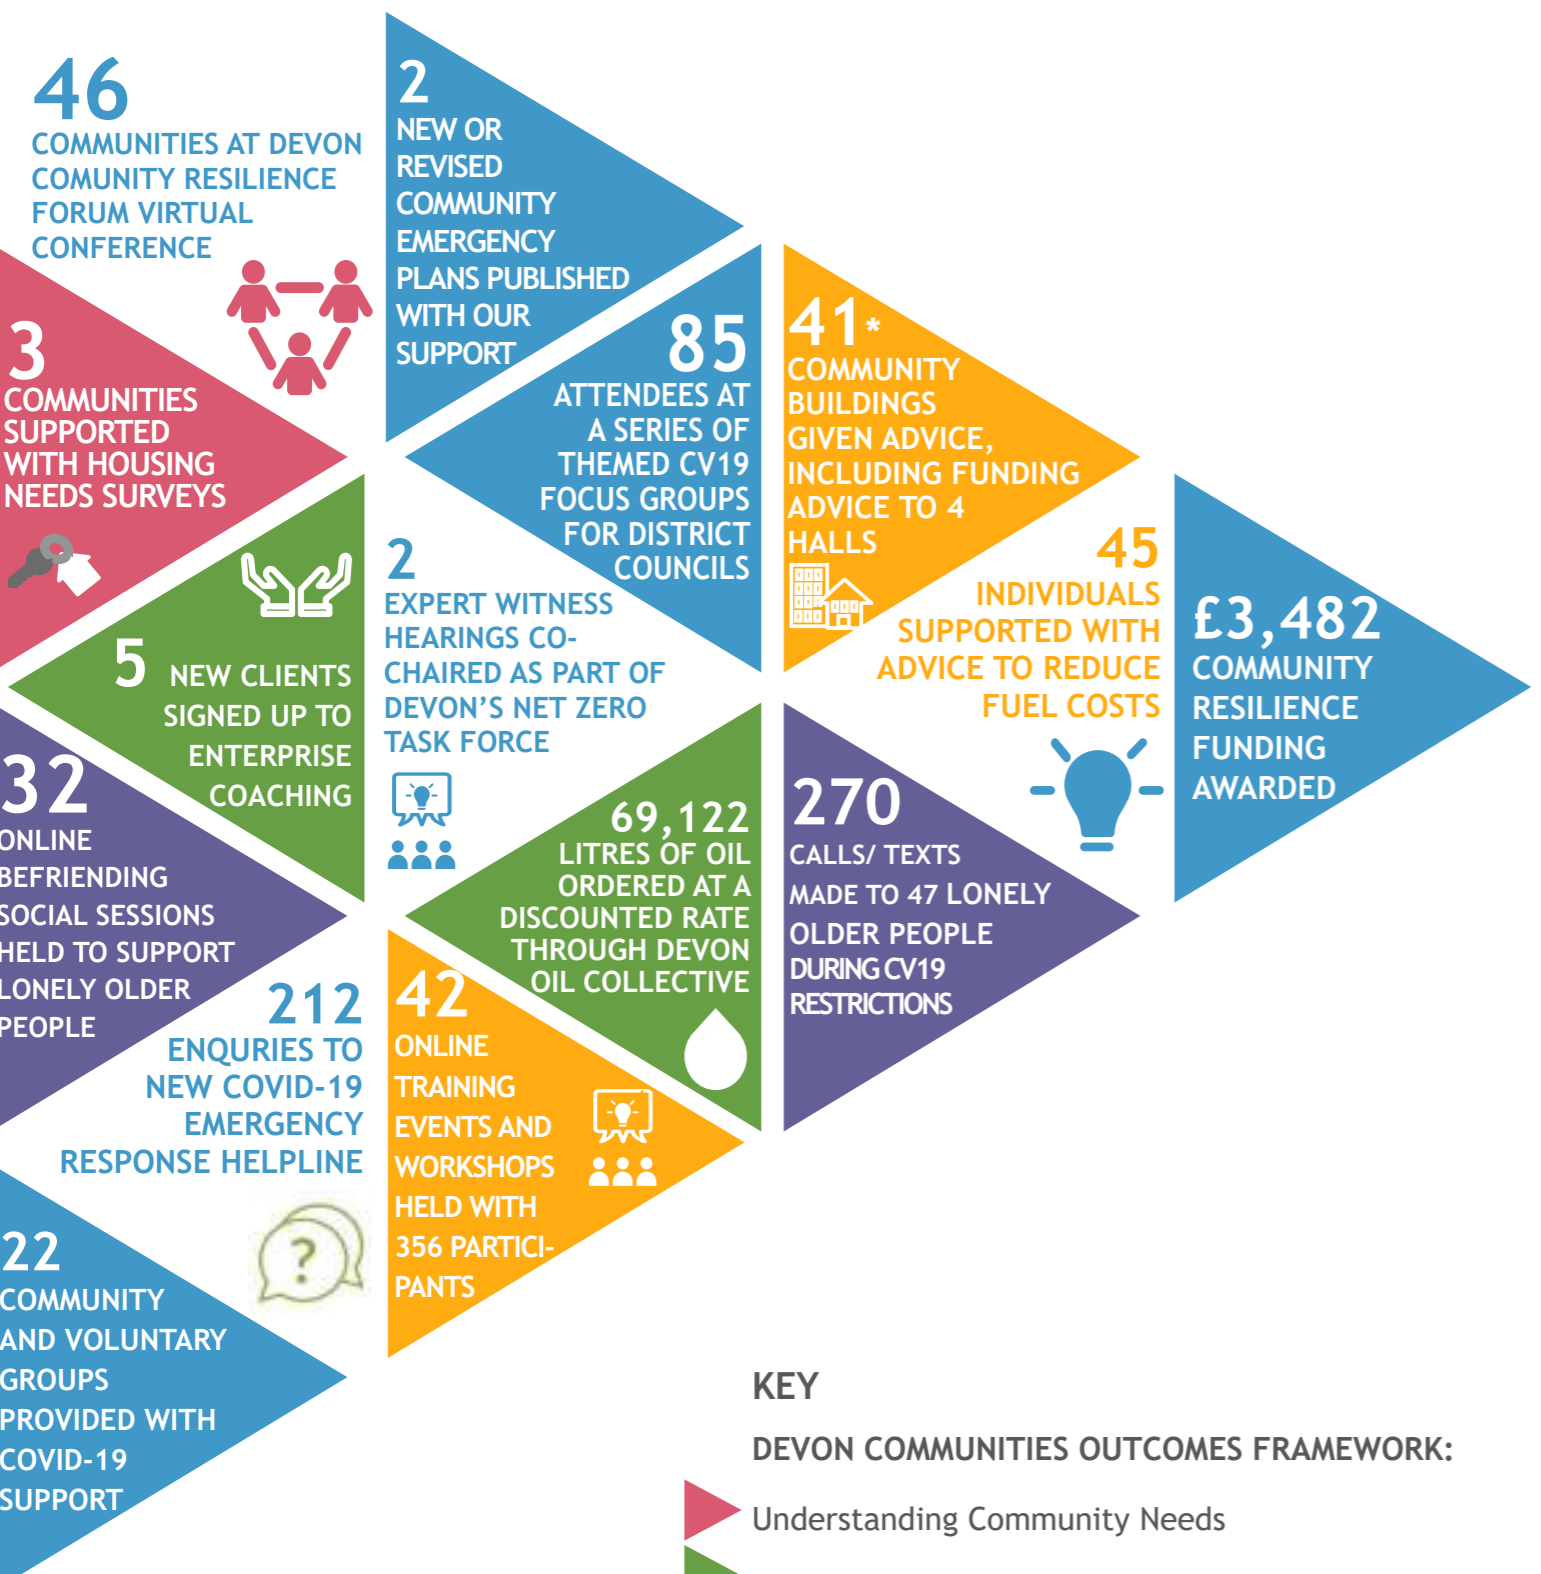 46
COMMUNITIES AT DEVON
COMUNITY RESILIENCE
FORUM VIRTUAL
CONFERENCE
2
NEW OR
REVISED
COMMUNITY
EMERGENCY
PLANS PUBLISHED
WITH OUR
SUPPORT
3
COMMUNITIES
SUPPORTED
WITH HOUSING
NEEDS SURVEYS
85
ATTENDEES AT
A SERIES OF
THEMED CV19
FOCUS GROUPS
FOR DISTRICT
COUNCILS
41*
COMMUNITY
BUILDINGS
GIVEN ADVICE,
INCLUDING FUNDING
ADVICE TO 4
HALLS
5 NEW CLIENTS
SIGNED UP TO
ENTERPRISE
COACHING
2
EXPERT WITNESS
HEARINGS CO-
CHAIRED AS PART OF
DEVON'S NET ZERO
TASK FORCE
45
INDIVIDUALS
SUPPORTED WITH
ADVICE TO REDUCE
FUEL COSTS
£3,482
COMMUNITY
RESILIENCE
FUNDING
AWARDED
32
ONLINE
BEFRIENDING
SOCIAL SESSIONS
HELD TO SUPPORT
LONELY OLDER
PEOPLE
69,122
LITRES OF OIL
ORDERED AT A
DISCOUNTED RATE
THROUGH DEVON
OIL COLLECTIVE
270
CALLS/ TEXTS
MADE TO 47 LONELY
OLDER PEOPLE
DURING CV19
RESTRICTIONS
212
ENQURIES TO
NEW COVID-19
EMERGENCY
RESPONSE HELPLINE
?
42
ONLINE
TRAINING
EVENTS AND
WORKSHOPS
HELD WITH
356 PARTICI-
PANTS
22
COMMUNITY
AND VOLUNTARY
GROUPS
PROVIDED WITH
COVID-19
SUPPORT
KEY
DEVON COMMUNITIES OUTCOMES FRAMEWORK:
Understanding Community Needs